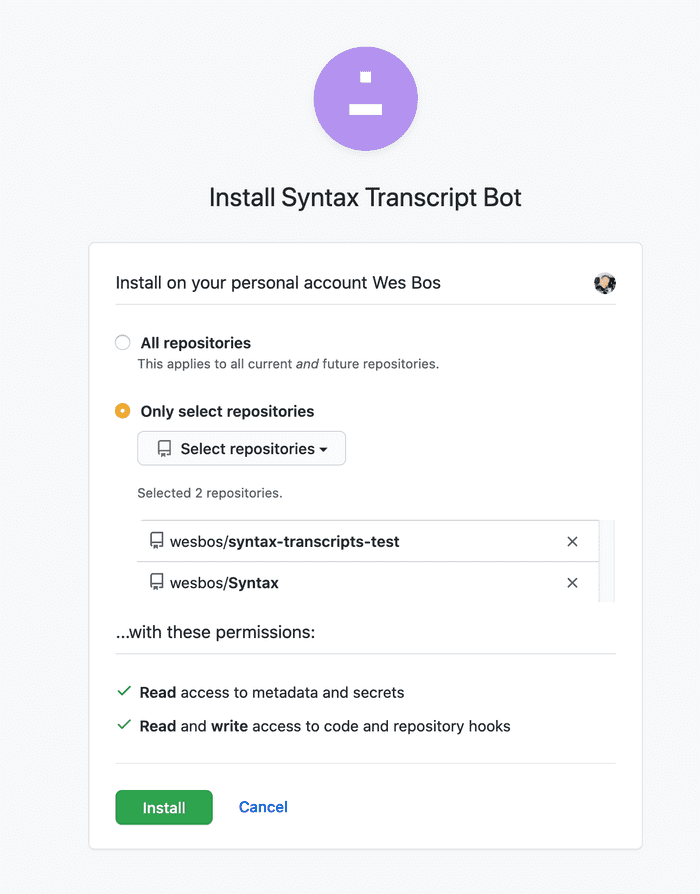 Install Syntax Transcript Bot
Install on your personal account Wes Bos
All repositories
This applies to all current and future repositories.
Only select repositories
Select repositories
Selected 2 repositories.
wesbos/syntax-transcripts-test
wesbos/Syntax
...with these permissions:
Read access to metadata and secrets
Read and write access to code and repository hooks
Install Cancel